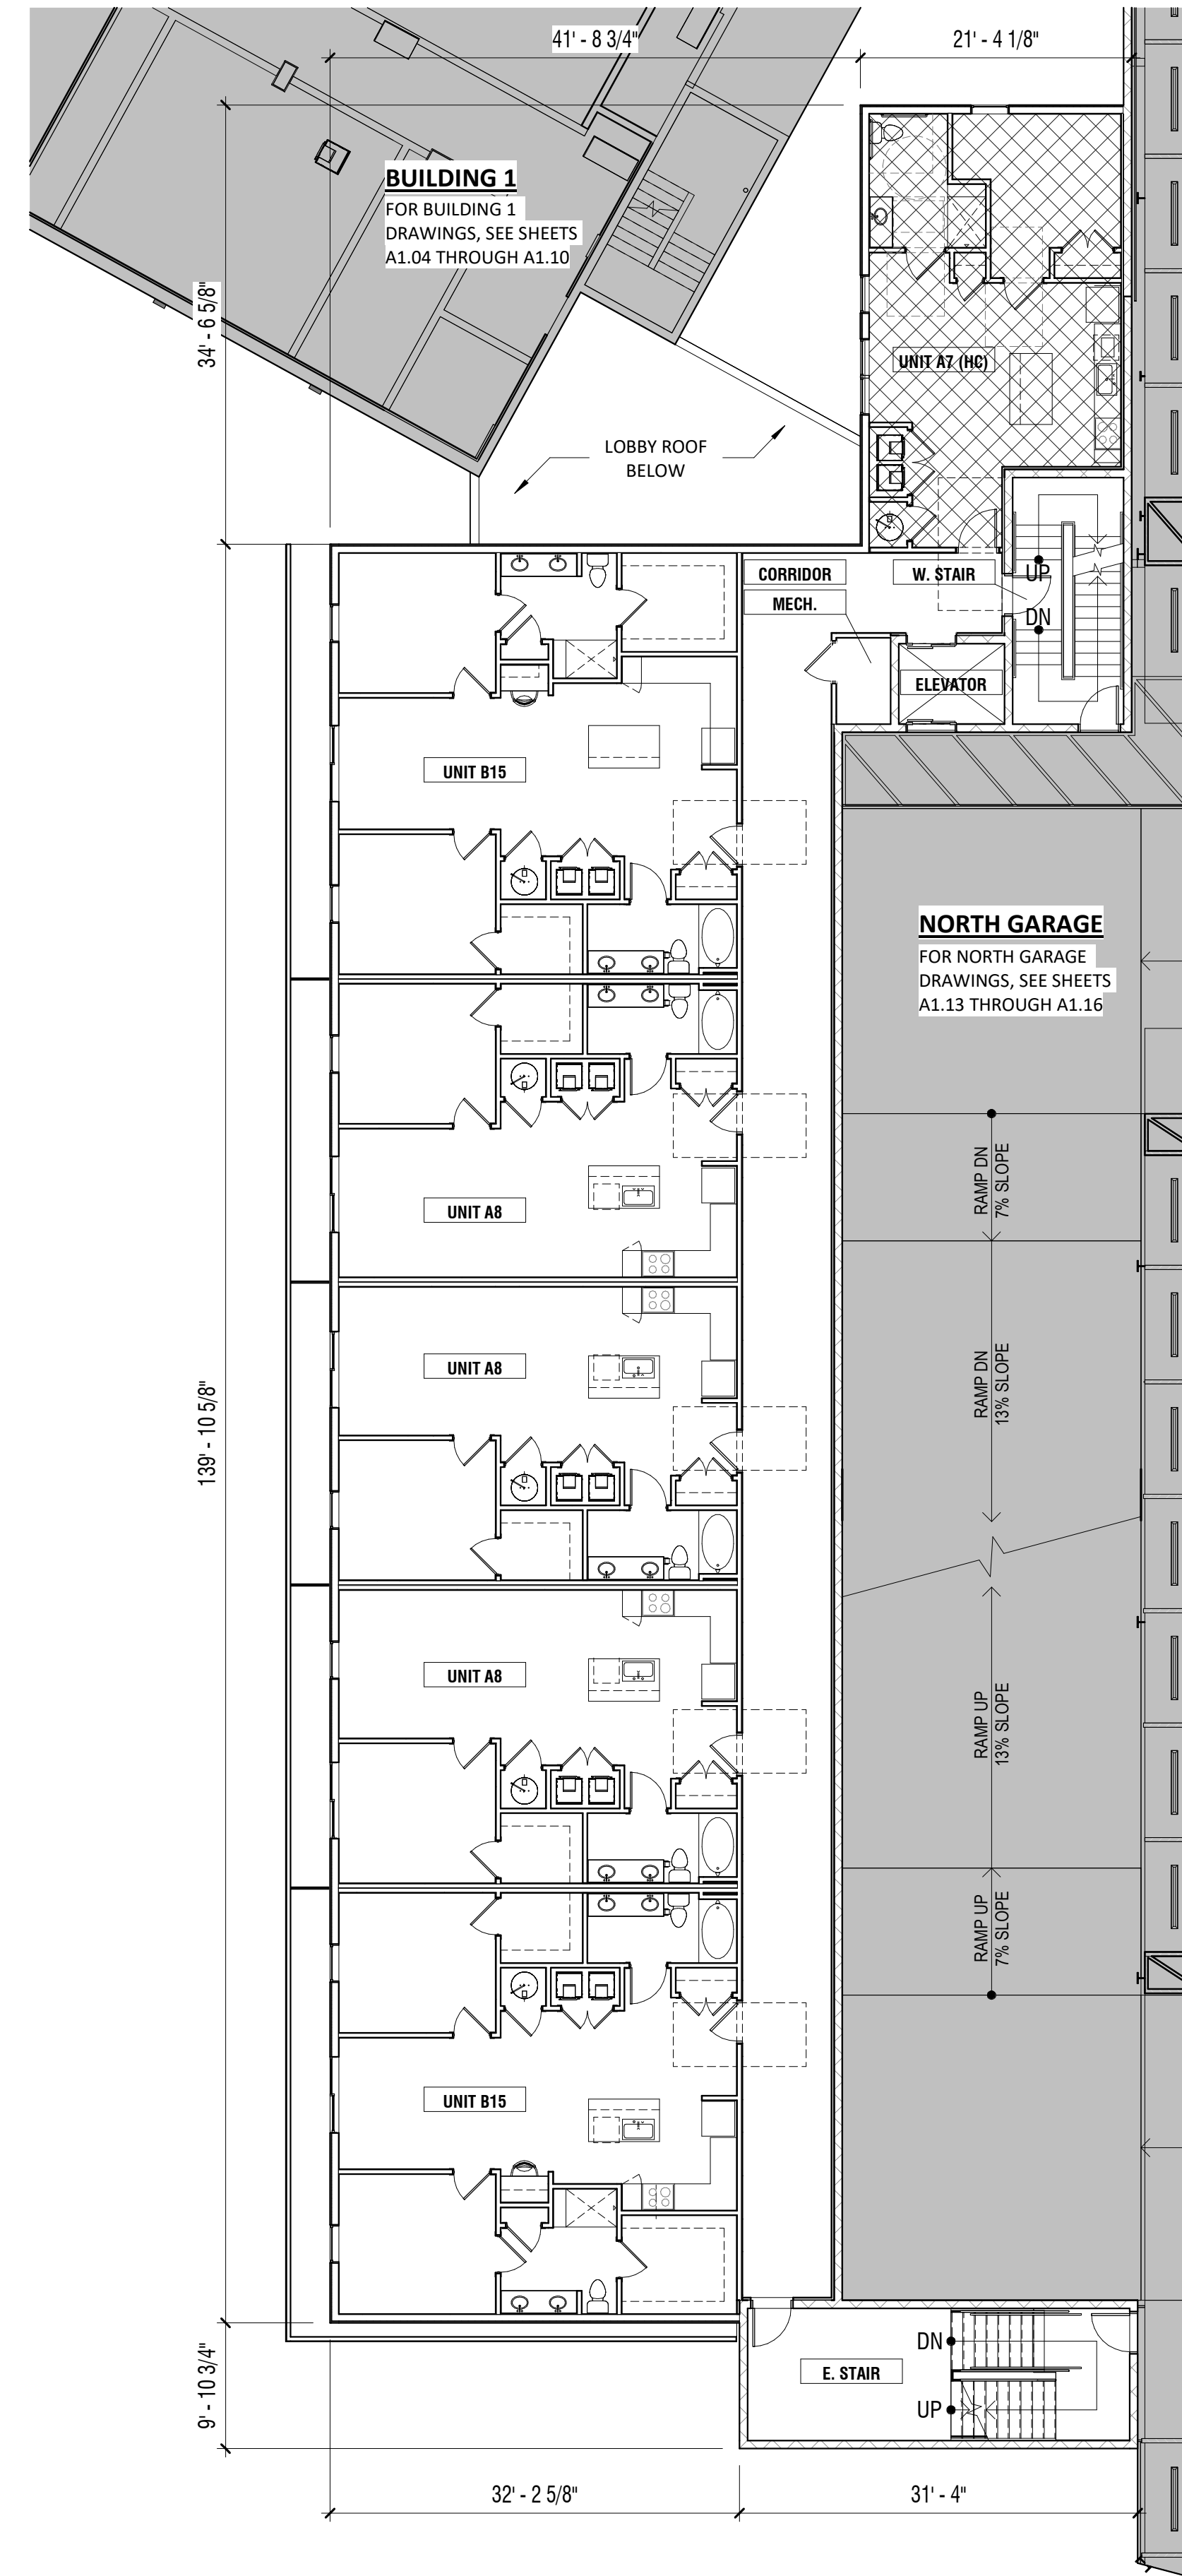 41' - 8 3/4"
21' - 4 1/8"
BUILDING 1
FOR BUILDING 1
DRAWINGS, SEE SHEETS
A1.04 THROUGH A1.10
34' - 6 5/8"
UNIT A7 (HC)
LOBBY ROOF
BELOW
CORRIDOR
W. STAIR
UP
MECH.
DN
ELEVATOR
UNIT B15
NORTH GARAGE
FOR NORTH GARAGE
DRAWINGS, SEE SHEETS
A1.13 THROUGH A1.16
RAMP DN
7% SLOPE
UNIT A8
RAMP DN
13% SLOPE
UNIT A8
139' - 10 5/8"
UNIT A8
RAMP UP
13% SLOPE
RAMP UP
7% SLOPE
UNIT B15
DN
E. STAIR
UP
9' - 10 3/4"
32' - 2 5/8"
31' - 4"